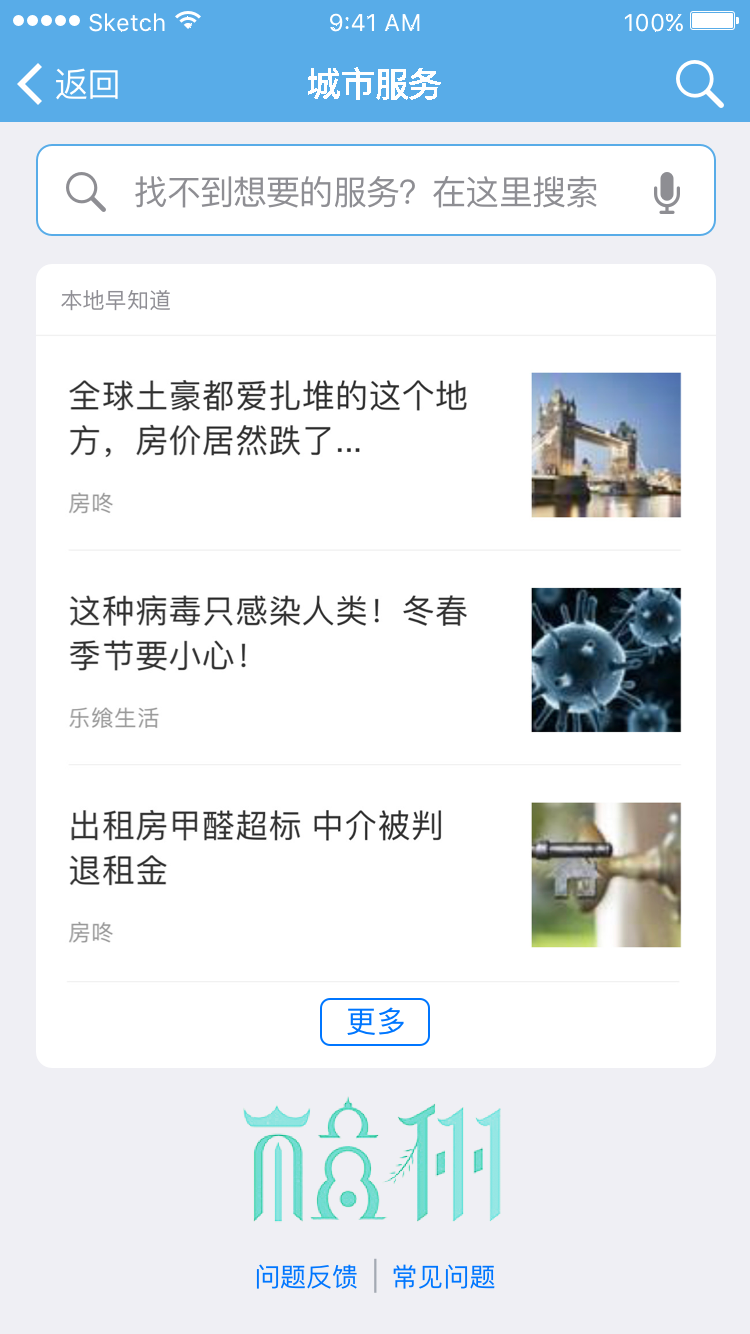 Sketch 9:41 AM 100%
返回 城市服务
找不到想要的服务？在这里搜索
本地早知道
全球土豪都爱扎堆的这个地
方，房价居然跌了...
房咚
这种病毒只感染人类！冬春
季节要小心！
乐飨生活
出租房甲醛超标 中介被判
退租金
房咚
更多
问题反馈 常见问题